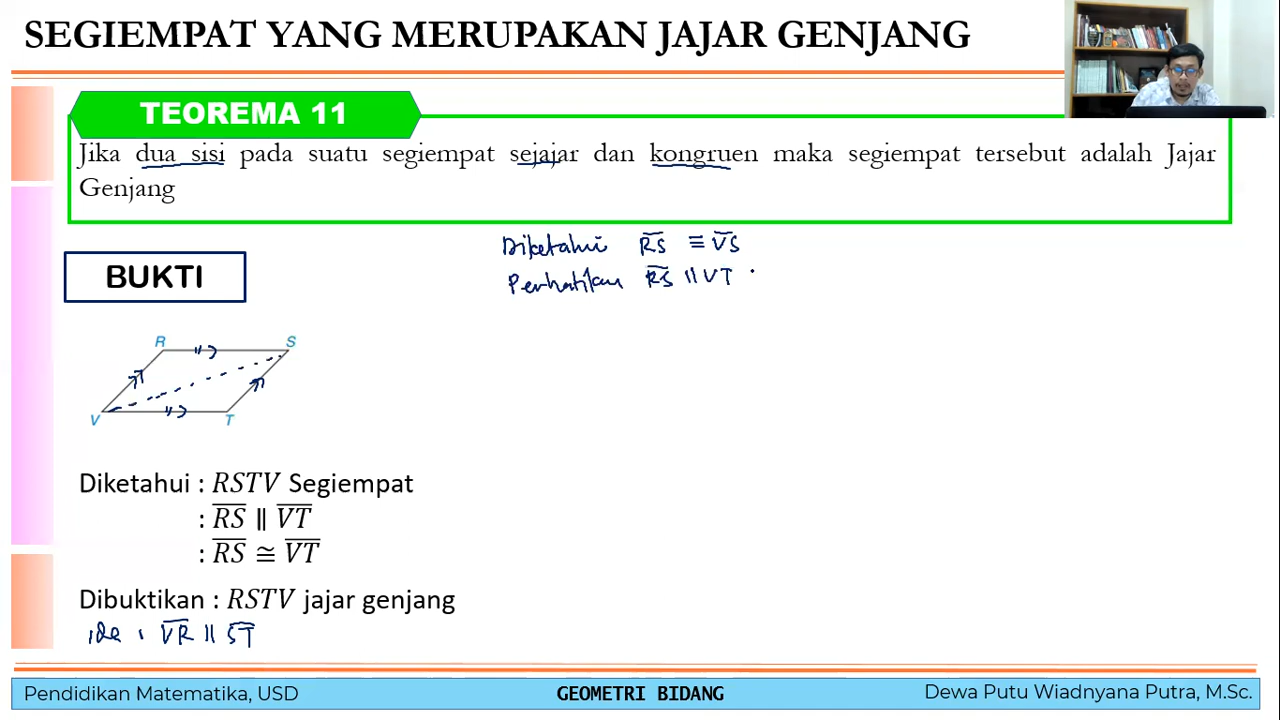 SEGIEMPAT YANG MERUPAKAN JAJAR GENJANG
TEOREMA 11
Jika dua sisi pada suatu segiempat sejajar dan kongruen maka segiempat tersebut adalah Jajar
Genjang
Diketahui RS ≅ VS
Perhatikan RS ∥ VT
BUKTI
R S
V T
Diketahui : RSTV Segiempat
: RS ∥ VT
: RS ≅ VT
Dibuktikan : RSTV jajar genjang
ide : VR ∥ ST
Pendidikan Matematika, USD
GEOMETRI BIDANG
Dewa Putu Wiadnyana Putra, M.Sc.